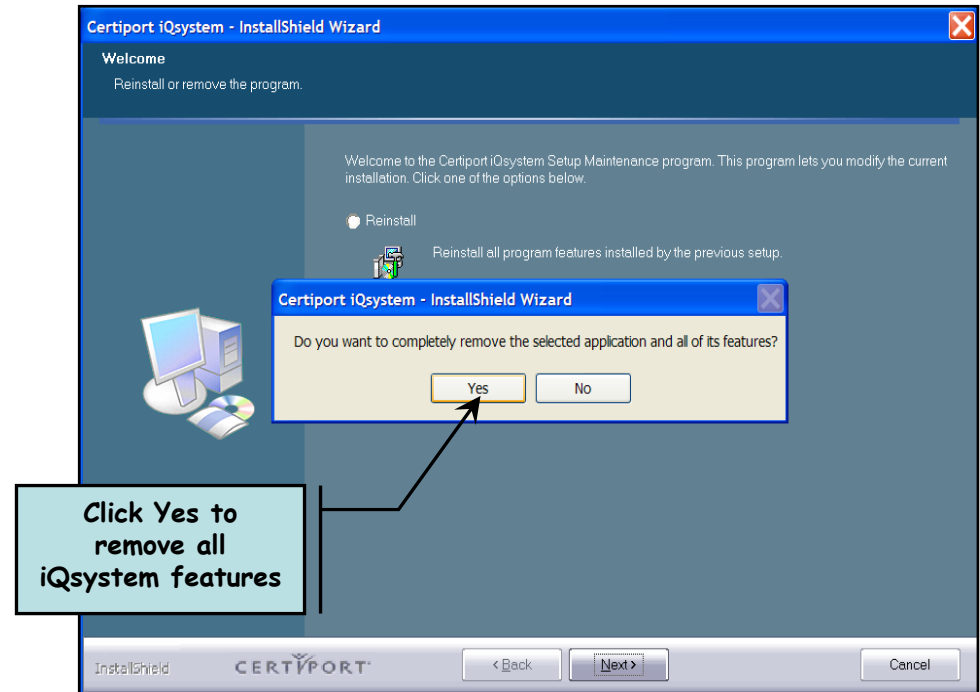 Certiport iQsystem - InstallShield Wizard
Welcome
Reinstall or remove the program.
Welcome to the Certiport iQsystem Setup Maintenance program. This program lets you modify the current
installation. Click one of the options below.
Reinstall
Reinstall all program features installed by the previous setup.
Certiport iQsystem - InstallShield Wizard
Do you want to completely remove the selected application and all of its features?
Yes
No
Click Yes to
remove all
iQsystem features
InstallShield
CERTIPORT
< Back
Next >
Cancel